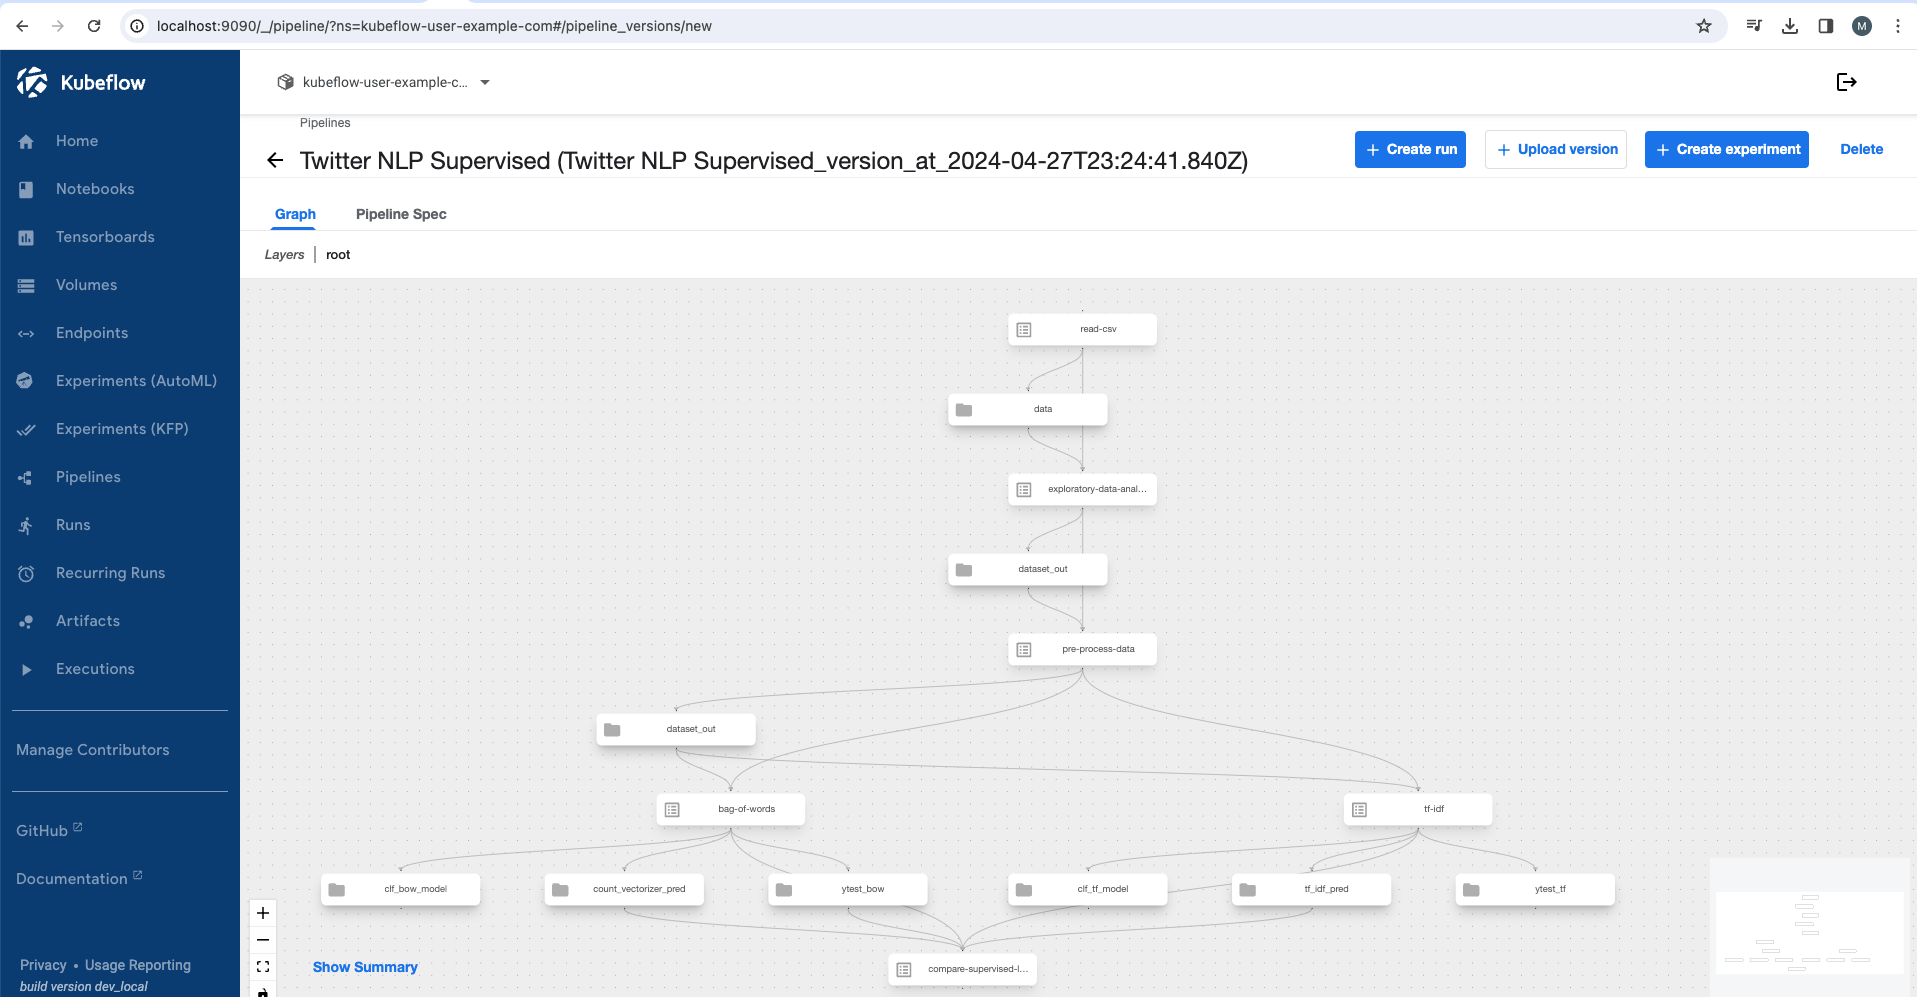 localhost:9090/_/pipeline/?ns=kubeflow-user-example-com#/pipeline_versions/new
M
Kubeflow
kubeflow-user-example-c...
Home
Notebooks
Tensorboards
Volumes
Endpoints
Experiments (AutoML)
Experiments (KFP)
Pipelines
Runs
Recurring Runs
Artifacts
Executions
Manage Contributors
GitHub
Documentation
Privacy • Usage Reporting
build version dev_local
Pipelines
Twitter NLP Supervised (Twitter NLP Supervised_version_at_2024-04-27T23:24:41.840Z)
+ Create run
+ Upload version
+ Create experiment
Delete
Graph
Pipeline Spec
Layers | root
read-csv
data
exploratory-data-anal...
dataset_out
pre-process-data
dataset_out
bag-of-words
tf-idf
clf_bow_model
count_vectorizer_pred
ytest_bow
clf_tf_model
tf_idf_pred
ytest_tf
compare-supervised-l...
Show Summary